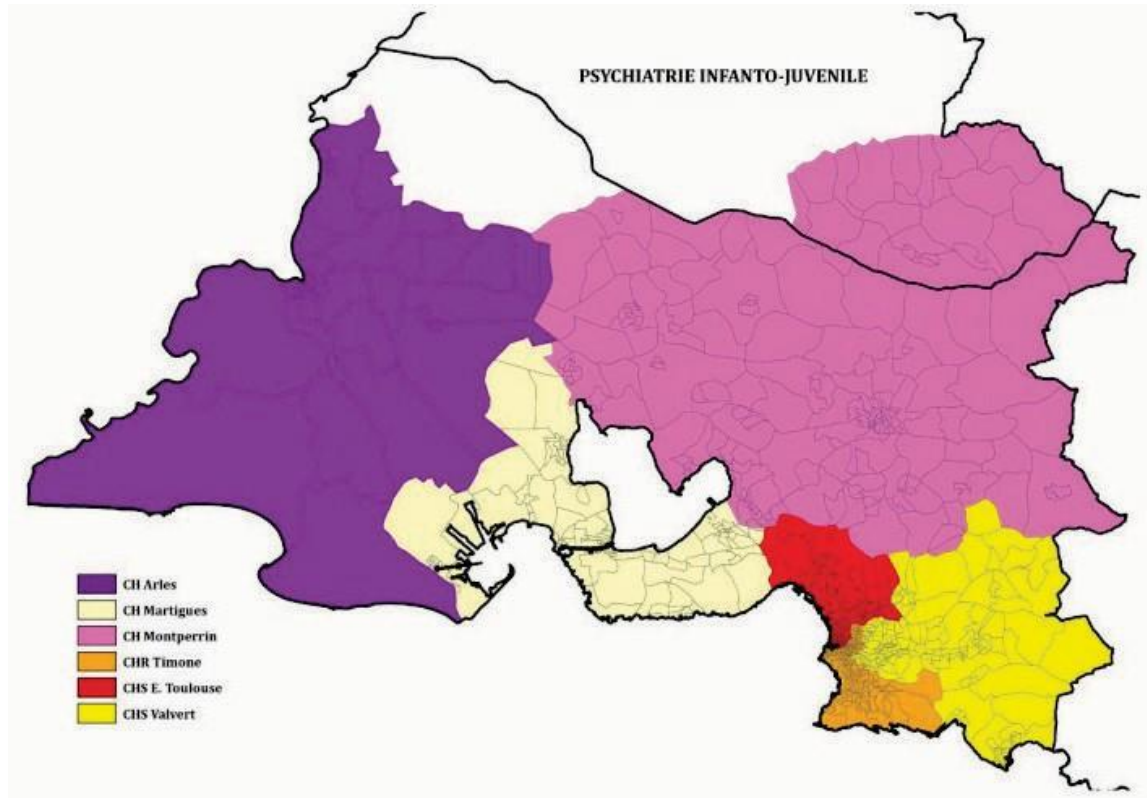 PSYCHIATRIE INFANTO-JUVENILE
CH Arles
CH Martigues
CH Montperrin
CHR Timone
CHS E. Toulouse
CHS Valvert